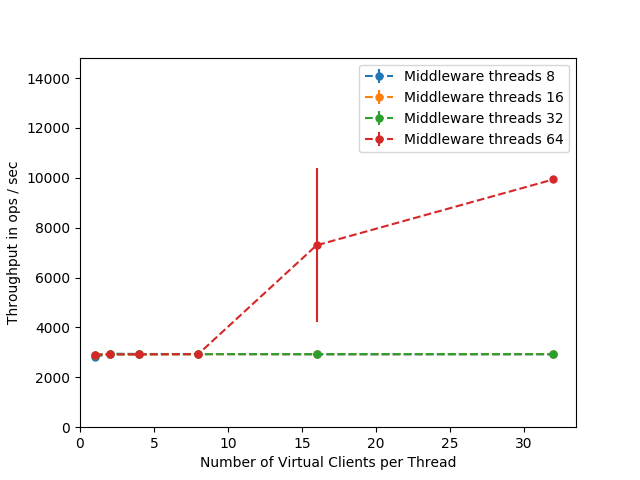 14000
12000
10000
8000
6000
4000
2000
0
Throughput in ops / sec
Middleware threads 8
Middleware threads 16
Middleware threads 32
Middleware threads 64
0 5 10 15 20 25 30
Number of Virtual Clients per Thread